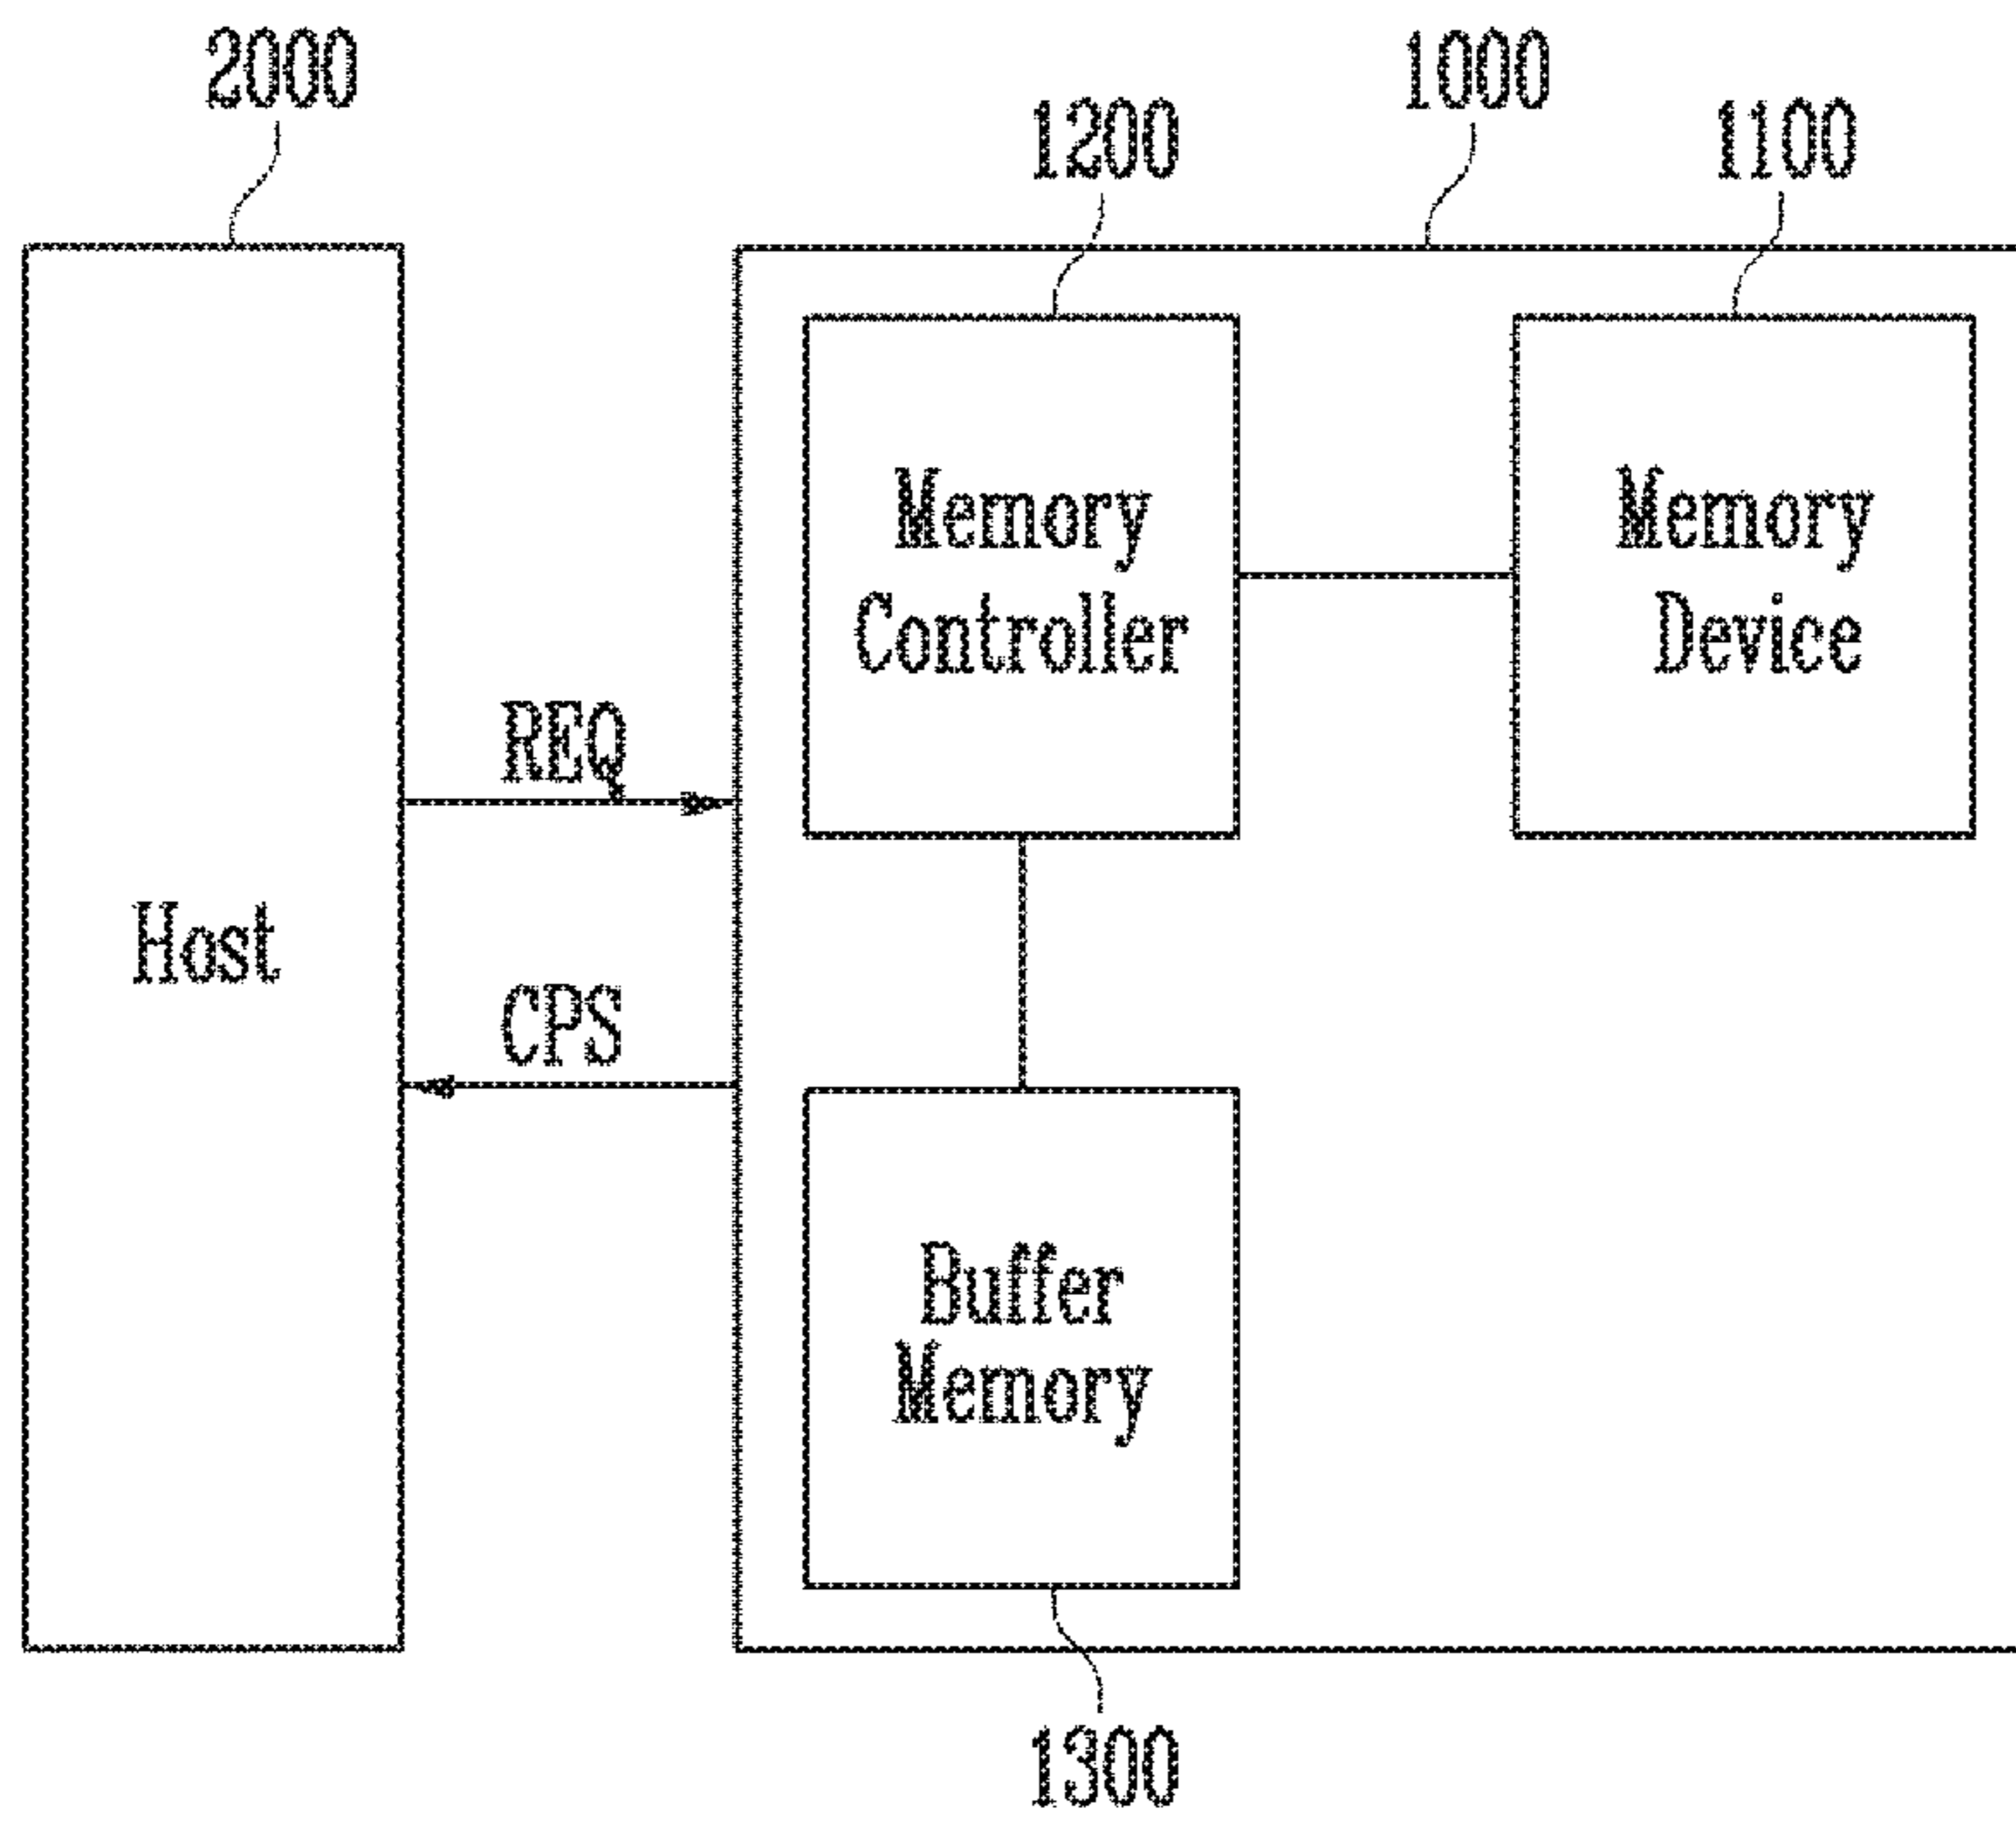 2000
1000
1200
1100
Memory
Controller
Memory
Device
REQ
Host
CPS
Buffer
Memory
1300